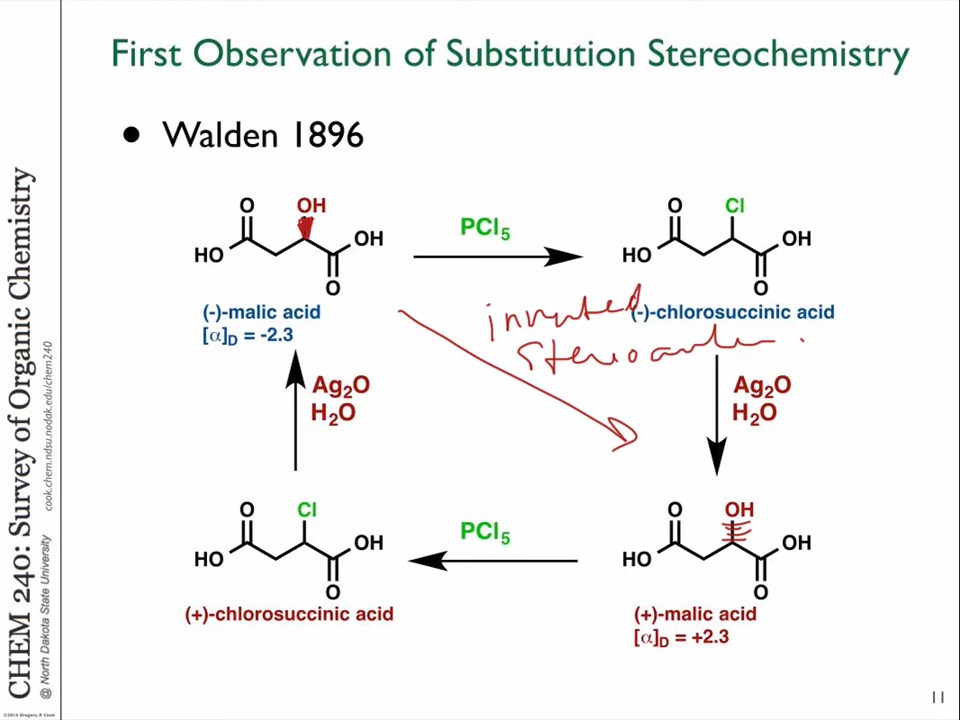 First Observation of Substitution Stereochemistry
• Walden 1896
O OH
HO OH
O
(-)-malic acid
[α]D = -2.3
PCl5
O Cl
HO OH
O
(-)-chlorosuccinic acid
inverted
Ag2O
H2O
Ag2O
H2O
O Cl
HO OH
O
(+)-chlorosuccinic acid
PCl5
O OH
HO OH
O
(+)-malic acid
[α]D = +2.3
11
CHEM 240: Survey of Organic Chemistry
@ North Dakota State University
cook.chem.ndsu.nodak.edu/chem240